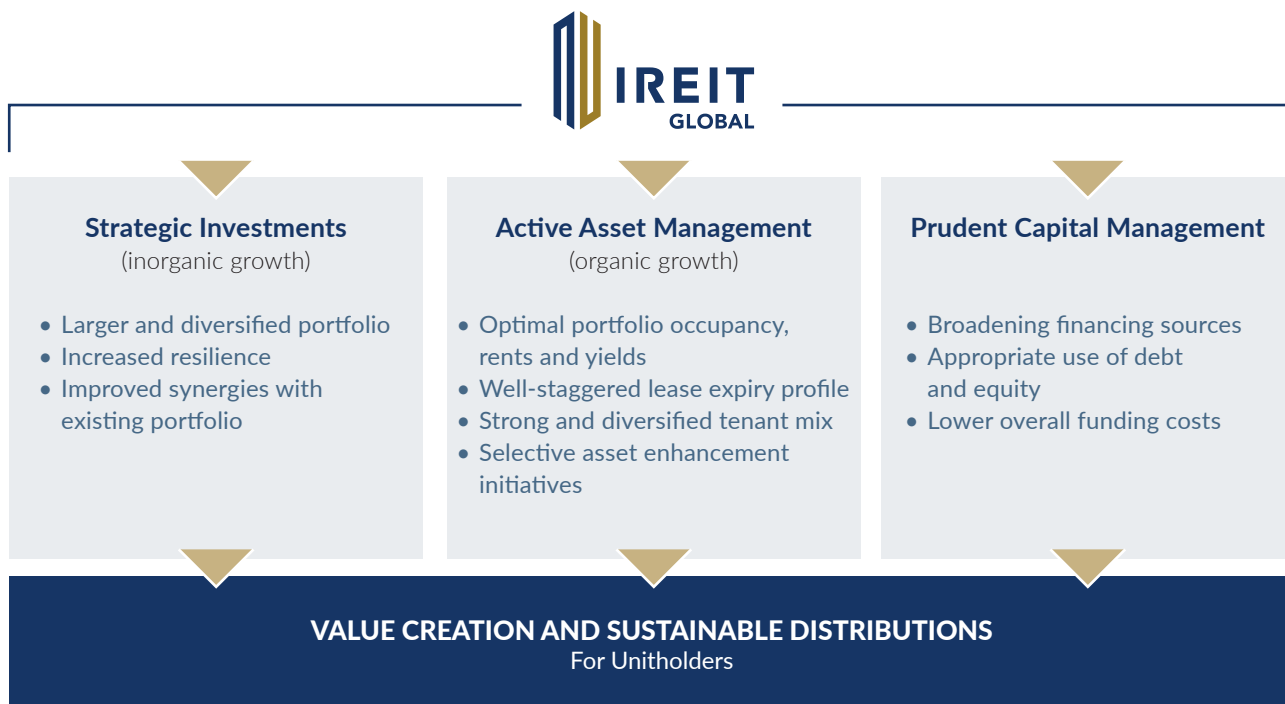 IREIT
GLOBAL
Strategic Investments
(inorganic growth)
• Larger and diversified portfolio
• Increased resilience
• Improved synergies with
existing portfolio
Active Asset Management
(organic growth)
• Optimal portfolio occupancy,
rents and yields
• Well-staggered lease expiry profile
• Strong and diversified tenant mix
• Selective asset enhancement
initiatives
Prudent Capital Management
• Broadening financing sources
• Appropriate use of debt
and equity
• Lower overall funding costs
VALUE CREATION AND SUSTAINABLE DISTRIBUTIONS
For Unitholders